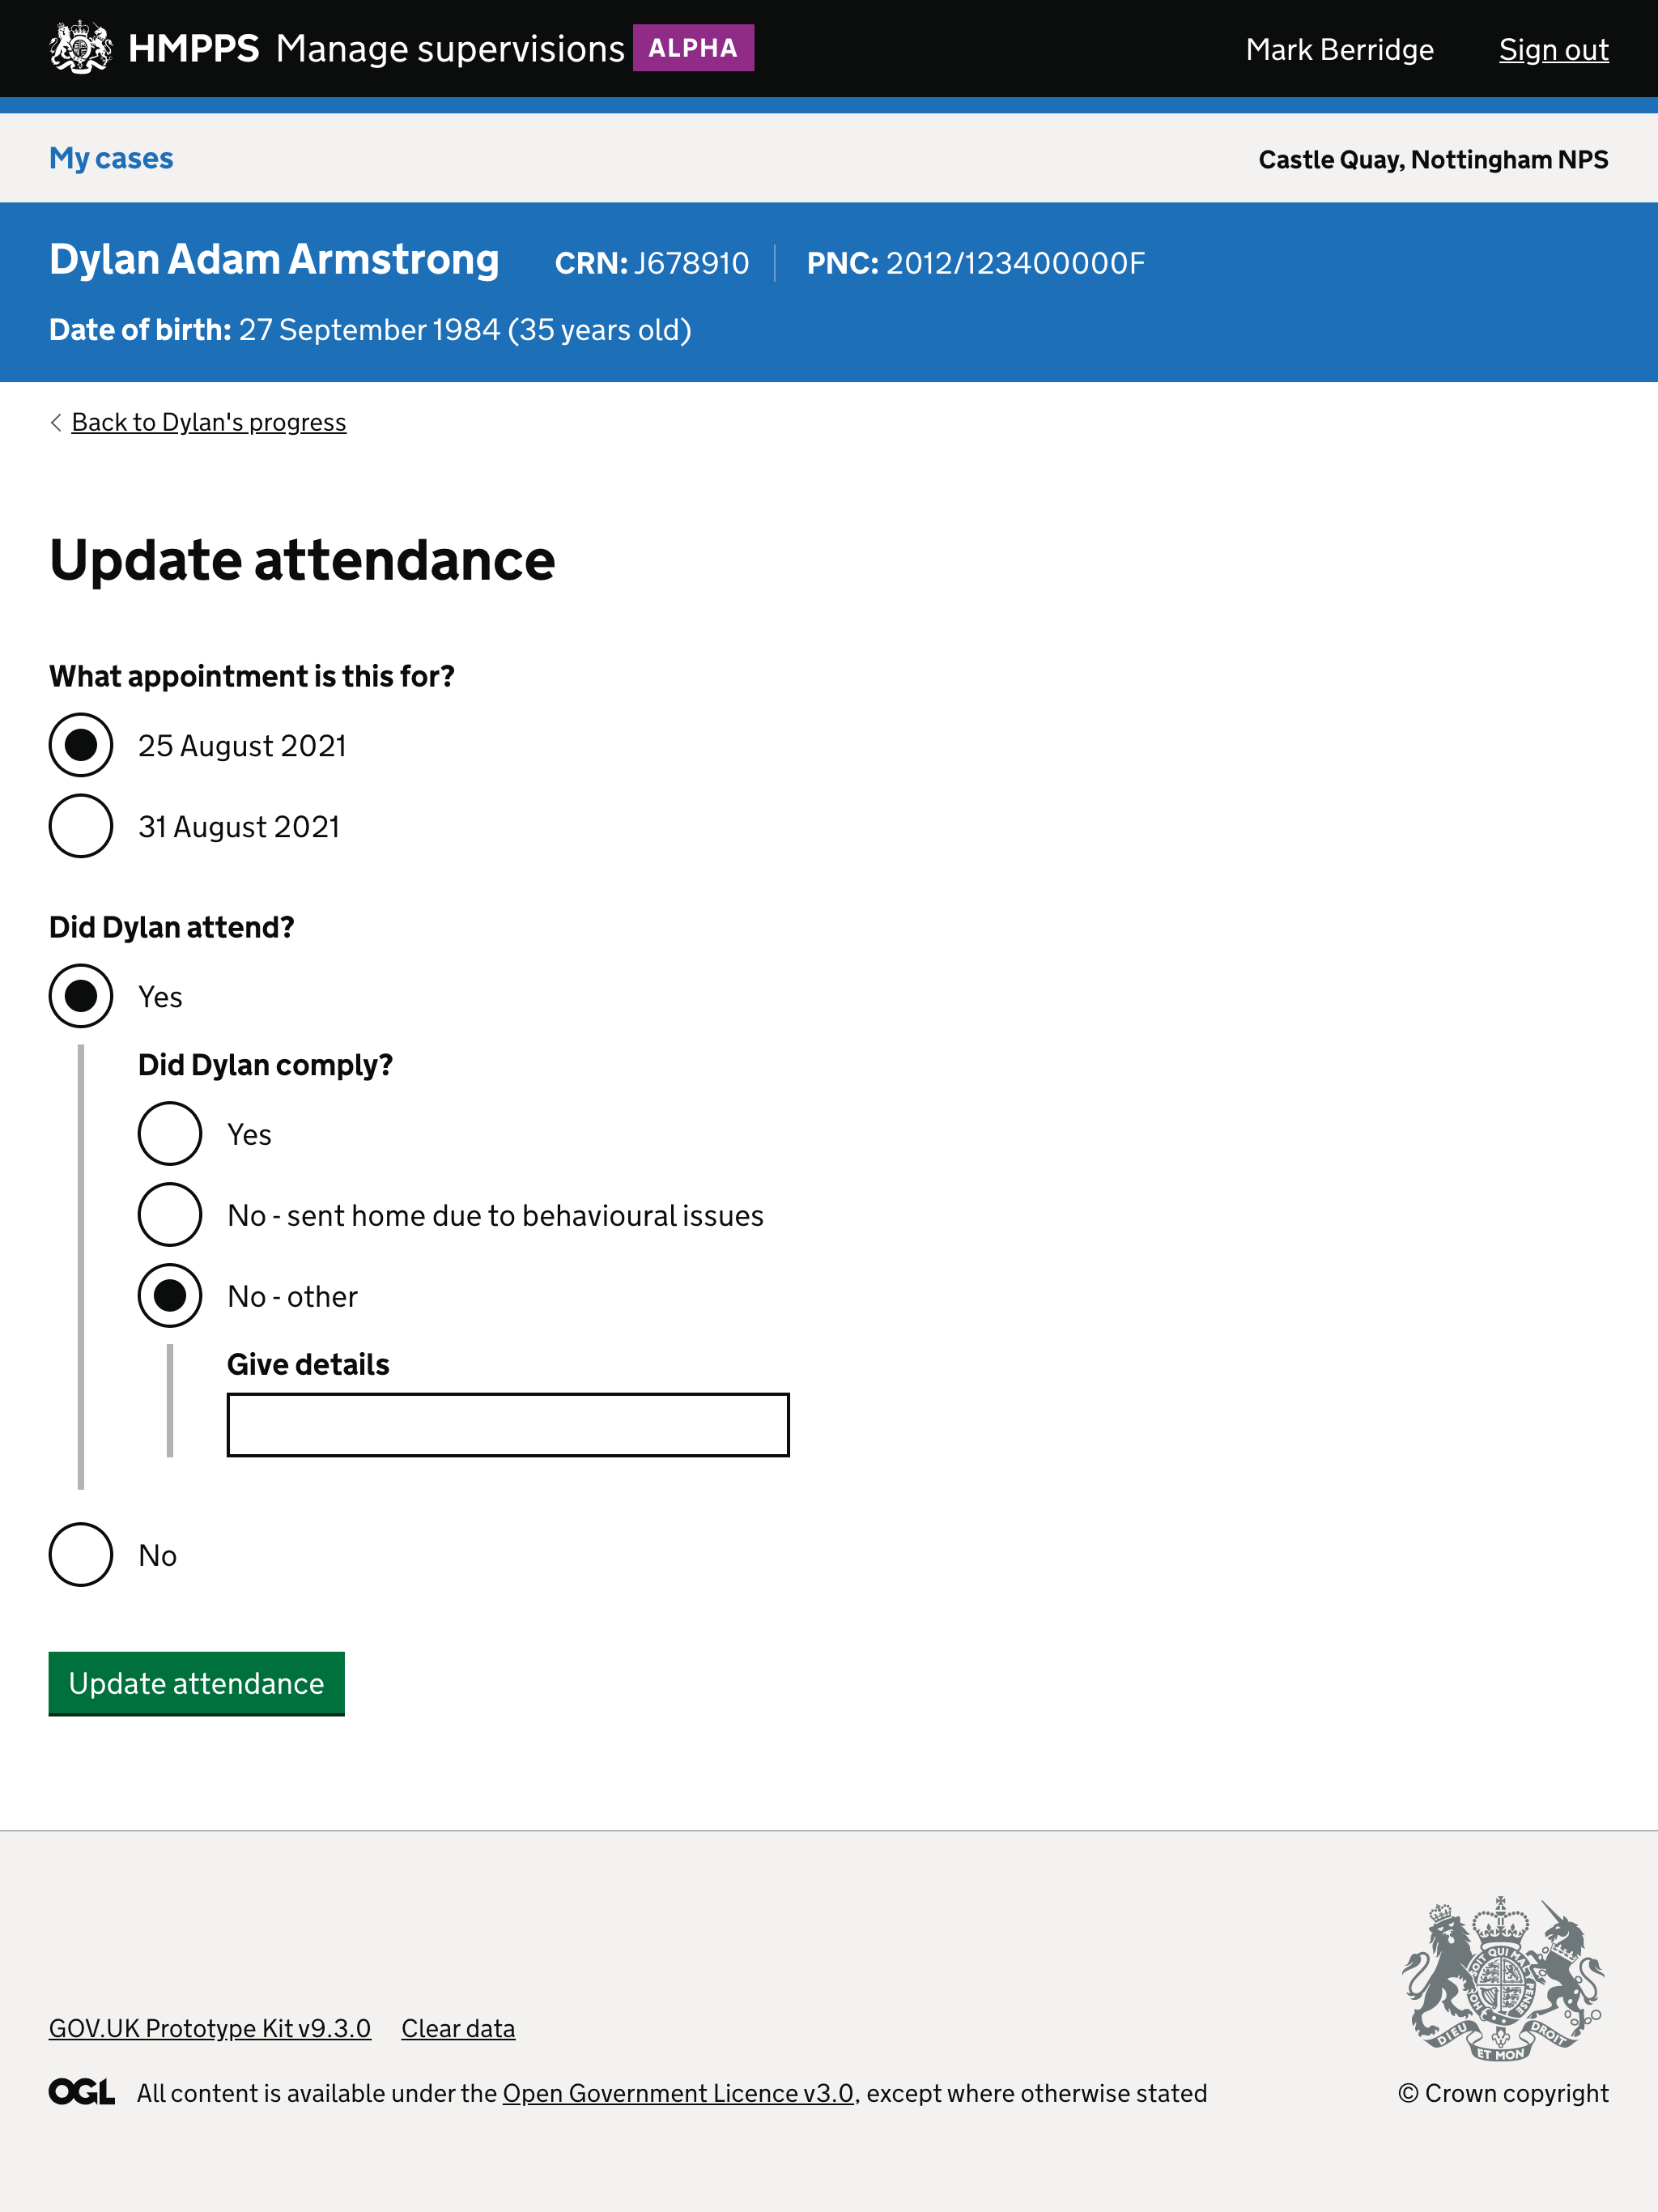 HMPPS Manage supervisions ALPHA
Mark Berridge
Sign out
My cases
Castle Quay, Nottingham NPS
Dylan Adam Armstrong
CRN: J678910
PNC: 2012/123400000F
Date of birth: 27 September 1984 (35 years old)
Back to Dylan's progress
Update attendance
What appointment is this for?
25 August 2021
31 August 2021
Did Dylan attend?
Yes
Did Dylan comply?
Yes
No - sent home due to behavioural issues
No - other
Give details
No
Update attendance
GOV.UK Prototype Kit v9.3.0
Clear data
DIEU ET MON DROIT
OGL
All content is available under the Open Government Licence v3.0, except where otherwise stated
© Crown copyright